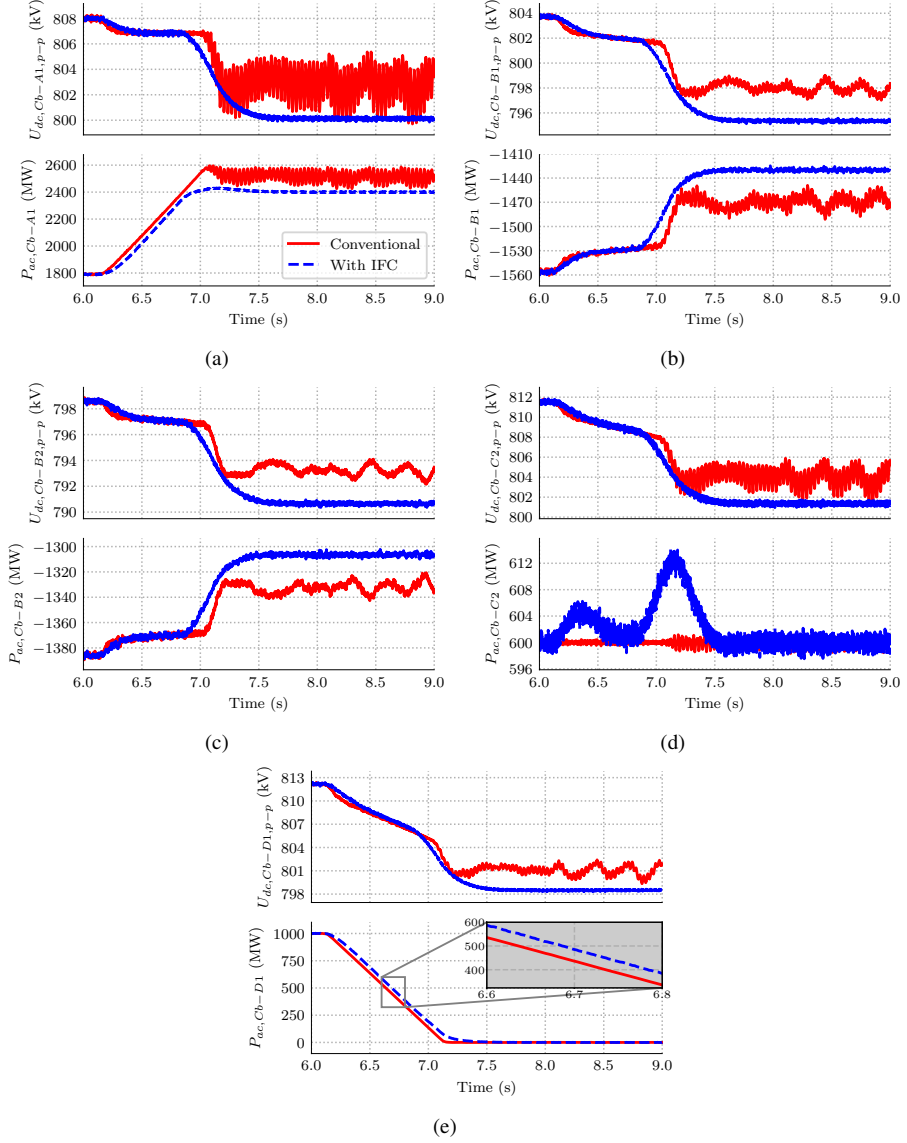 U_{dc,Cb-A1,p-p} (kV)
808
806
804
802
800
P_{ac,Cb-A1} (MW)
2600
2400
2200
2000
1800
Conventional
With IFC
6.0 6.5 7.0 7.5 8.0 8.5 9.0
Time (s)
(a)
U_{dc,Cb-B1,p-p} (kV)
804
802
800
798
796
P_{ac,Cb-B1} (MW)
−1410
−1440
−1470
−1500
−1530
−1560
6.0 6.5 7.0 7.5 8.0 8.5 9.0
Time (s)
(b)
U_{dc,Cb-B2,p-p} (kV)
798
796
794
793
791
790
P_{ac,Cb-B2} (MW)
−1300
−1320
−1340
−1360
−1380
6.0 6.5 7.0 7.5 8.0 8.5 9.0
Time (s)
(c)
U_{dc,Cb-C2,p-p} (kV)
812
810
808
806
804
802
800
P_{ac,Cb-C2} (MW)
612
608
604
600
596
6.0 6.5 7.0 7.5 8.0 8.5 9.0
Time (s)
(d)
U_{dc,Cb-D1,p-p} (kV)
813
810
807
804
801
798
P_{ac,Cb-D1} (MW)
1000
750
500
250
0
600
500
400
6.6 6.7 6.8
6.0 6.5 7.0 7.5 8.0 8.5 9.0
Time (s)
(e)